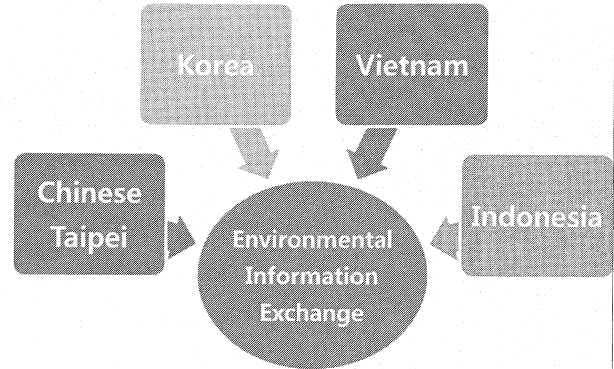 Korea
Vietnam
Chinese
Taipei
Indonesia
Environmental
Information
Exchange